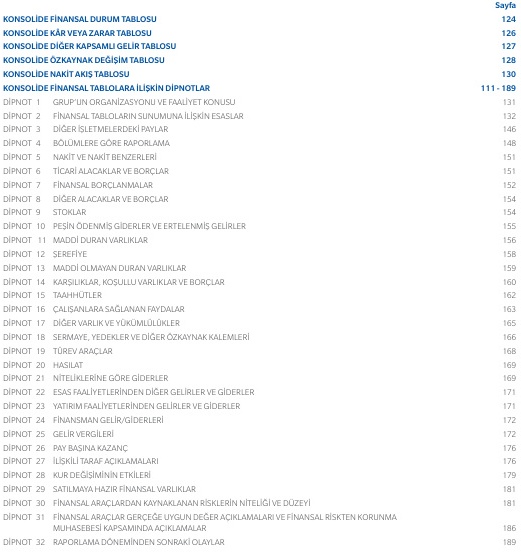 Sayfa
KONSOLİDE FİNANSAL DURUM TABLOSU 124
KONSOLİDE KÂR VEYA ZARAR TABLOSU 126
KONSOLİDE DİĞER KAPSAMLI GELİR TABLOSU 127
KONSOLİDE ÖZKAYNAK DEĞİŞİM TABLOSU 128
KONSOLİDE NAKİT AKIŞ TABLOSU 130
KONSOLİDE FİNANSAL TABLOLARA İLİŞKİN DİPNOTLAR 111 - 189
DİPNOT 1 GRUP'UN ORGANİZASYONU VE FAALİYET KONUSU 131
DİPNOT 2 FİNANSAL TABLOLARIN SUNUMUNA İLİŞKİN ESASLAR 132
DİPNOT 3 DİĞER İŞLETMELERDEKİ PAYLAR 146
DİPNOT 4 BÖLÜMLERE GÖRE RAPORLAMA 148
DİPNOT 5 NAKİT VE NAKİT BENZERLERİ 151
DİPNOT 6 TİCARİ ALACAKLAR VE BORÇLAR 151
DİPNOT 7 FİNANSAL BORÇLANMALAR 152
DİPNOT 8 DİĞER ALACAKLAR VE BORÇLAR 154
DİPNOT 9 STOKLAR 154
DİPNOT 10 PEŞİN ÖDENMİŞ GİDERLER VE ERTELENMİŞ GELİRLER 155
DİPNOT 11 MADDİ DURAN VARLIKLAR 156
DİPNOT 12 ŞEREFİYE 158
DİPNOT 13 MADDİ OLMAYAN DURAN VARLIKLAR 159
DİPNOT 14 KARŞILIKLAR, KOŞULLU VARLIKLAR VE BORÇLAR 160
DİPNOT 15 TAAHHÜTLER 162
DİPNOT 16 ÇALIŞANLARA SAĞLANAN FAYDALAR 163
DİPNOT 17 DİĞER VARLIK VE YÜKÜMLÜLÜKLER 165
DİPNOT 18 SERMAYE, YEDEKLER VE DİĞER ÖZKAYNAK KALEMLERİ 166
DİPNOT 19 TÜREV ARAÇLAR 168
DİPNOT 20 HASILAT 169
DİPNOT 21 NİTELİKLERİNE GÖRE GİDERLER 169
DİPNOT 22 ESAS FAALİYETLERİNDEN DİĞER GELİRLER VE GİDERLER 171
DİPNOT 23 YATIRIM FAALİYETLERİNDEN GELİRLER VE GİDERLER 171
DİPNOT 24 FİNANSMAN GELİR/GİDERLERİ 172
DİPNOT 25 GELİR VERGİLERİ 172
DİPNOT 26 PAY BAŞINA KAZANÇ 176
DİPNOT 27 İLİŞKİLİ TARAF AÇIKLAMALARI 176
DİPNOT 28 KUR DEĞİŞİMİNİN ETKİLERİ 179
DİPNOT 29 SATILMAYA HAZIR FİNANSAL VARLIKLAR 181
DİPNOT 30 FİNANSAL ARAÇLARDAN KAYNAKLANAN RİSKLERİN NİTELİĞİ VE DÜZEYİ 181
DİPNOT 31 FİNANSAL ARAÇLAR GERÇEĞE UYGUN DEĞER AÇIKLAMALARI VE FİNANSAL RİSKTEN KORUNMA
MUHASEBESİ KAPSAMINDA AÇIKLAMALAR 186
DİPNOT 32 RAPORLAMA DÖNEMİNDEN SONRAKİ OLAYLAR 189